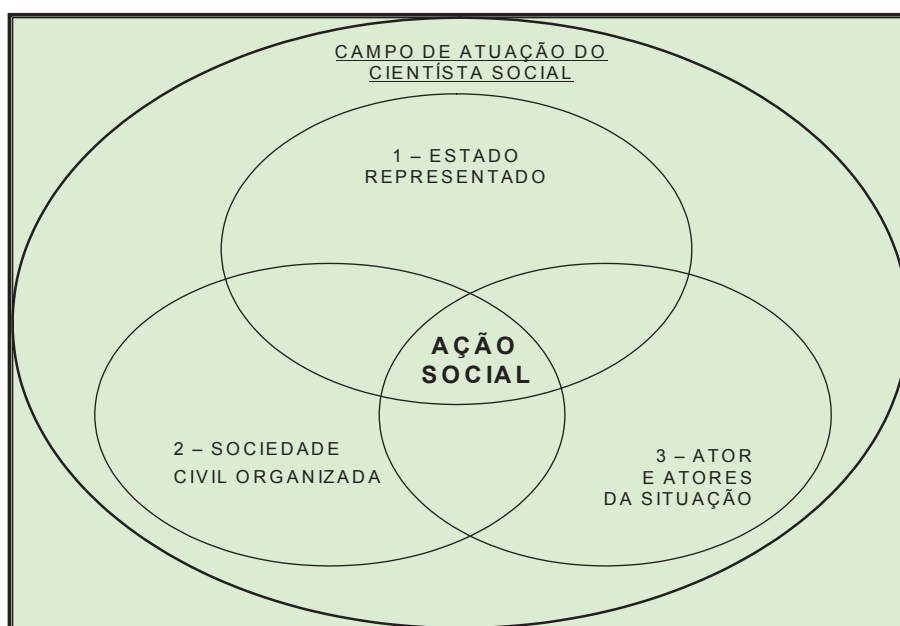 CAMPO DE ATUAÇÃO DO
CIENTÍSTA SOCIAL
1 – ESTADO
REPRESENTADO
AÇÃO
SOCIAL
2 – SOCIEDADE
CIVIL ORGANIZADA
3 – ATOR
E ATORES
DA SITUAÇÃO